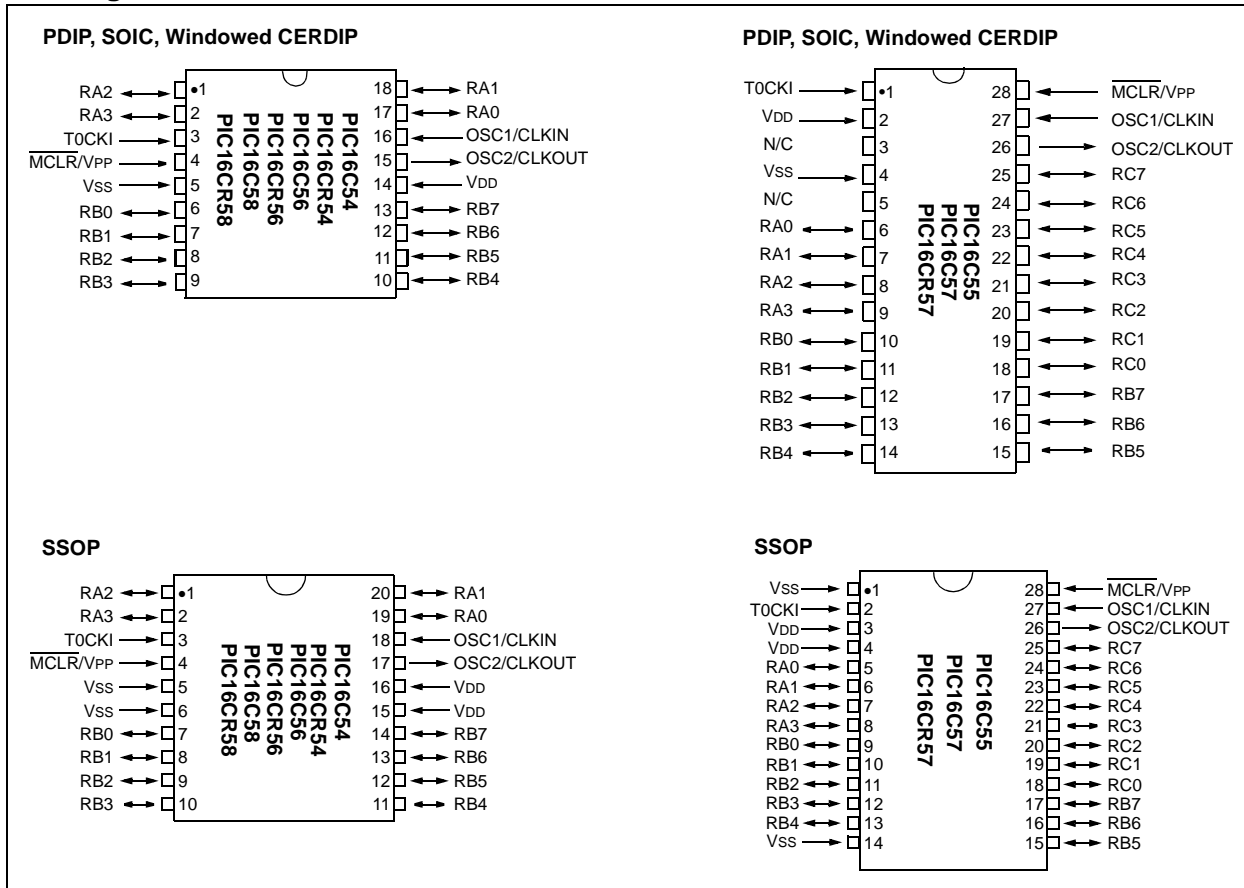 PDIP, SOIC, Windowed CERDIP
RA2 •1 18 RA1
RA3 2 17 RA0
T0CKI 3 16 OSC1/CLKIN
MCLR/VPP 4 15 OSC2/CLKOUT
VSS 5 14 VDD
RB0 6 13 RB7
RB1 7 12 RB6
RB2 8 11 RB5
RB3 9 10 RB4
PIC16C54
PIC16CR54
PIC16C56
PIC16CR56
PIC16C58
PIC16CR58
PDIP, SOIC, Windowed CERDIP
T0CKI •1 28 MCLR/VPP
VDD 2 27 OSC1/CLKIN
N/C 3 26 OSC2/CLKOUT
VSS 4 25 RC7
N/C 5 24 RC6
RA0 6 23 RC5
RA1 7 22 RC4
RA2 8 21 RC3
RA3 9 20 RC2
RB0 10 19 RC1
RB1 11 18 RC0
RB2 12 17 RB7
RB3 13 16 RB6
RB4 14 15 RB5
PIC16C55
PIC16C57
PIC16CR57
SSOP
RA2 •1 20 RA1
RA3 2 19 RA0
T0CKI 3 18 OSC1/CLKIN
MCLR/VPP 4 17 OSC2/CLKOUT
VSS 5 16 VDD
VSS 6 15 VDD
RB0 7 14 RB7
RB1 8 13 RB6
RB2 9 12 RB5
RB3 10 11 RB4
PIC16C54
PIC16CR54
PIC16C56
PIC16CR56
PIC16C58
PIC16CR58
SSOP
VSS •1 28 MCLR/VPP
T0CKI 2 27 OSC1/CLKIN
VDD 3 26 OSC2/CLKOUT
VDD 4 25 RC7
RA0 5 24 RC6
RA1 6 23 RC5
RA2 7 22 RC4
RA3 8 21 RC3
RB0 9 20 RC2
RB1 10 19 RC1
RB2 11 18 RC0
RB3 12 17 RB7
RB4 13 16 RB6
VSS 14 15 RB5
PIC16C55
PIC16C57
PIC16CR57